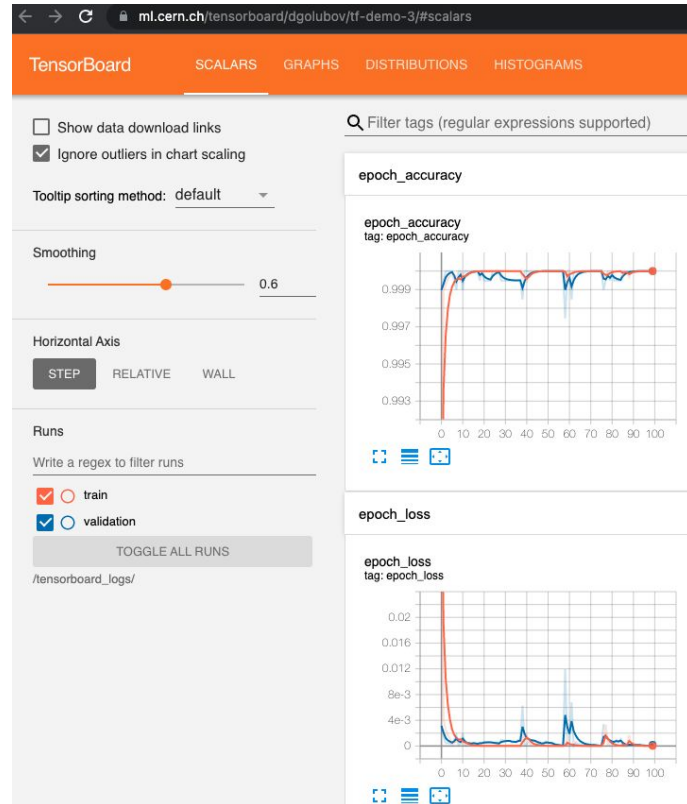 ml.cern.ch/tensorboard/dgolubov/tf-demo-3/#scalars
TensorBoard SCALARS GRAPHS DISTRIBUTIONS HISTOGRAMS
Show data download links
Ignore outliers in chart scaling
Tooltip sorting method: default
Smoothing
0.6
Horizontal Axis
STEP RELATIVE WALL
Runs
Write a regex to filter runs
train
validation
TOGGLE ALL RUNS
/tensorboard_logs/
Filter tags (regular expressions supported)
epoch_accuracy
epoch_accuracy
tag: epoch_accuracy
0.999
0.997
0.995
0.993
0 10 20 30 40 50 60 70 80 90 100
epoch_loss
epoch_loss
tag: epoch_loss
0.02
0.016
0.012
8e-3
4e-3
0
0 10 20 30 40 50 60 70 80 90 100